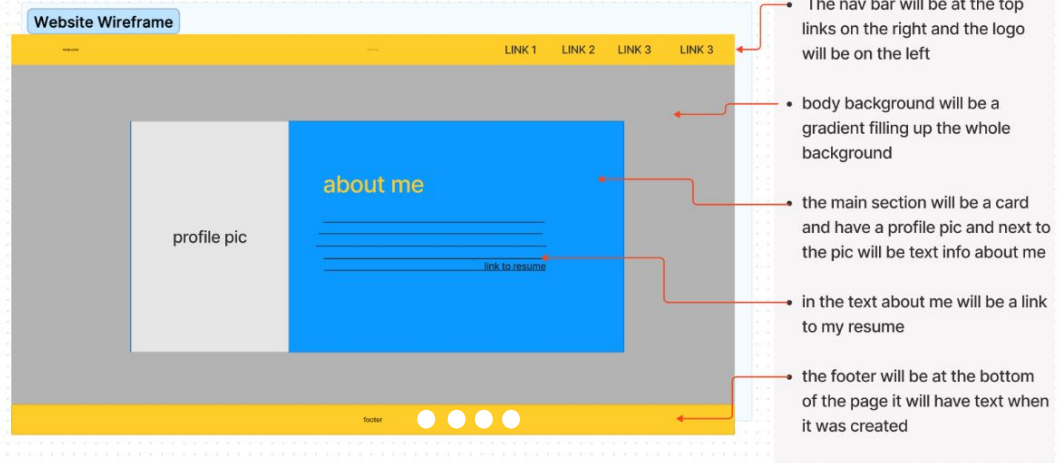 Website Wireframe
LINK 1 LINK 2 LINK 3 LINK 3
profile pic
about me
link to resume
footer
The nav bar will be at the top
links on the right and the logo
will be on the left
body background will be a
gradient filling up the whole
background
the main section will be a card
and have a profile pic and next to
the pic will be text info about me
in the text about me will be a link
to my resume
the footer will be at the bottom
of the page it will have text when
it was created